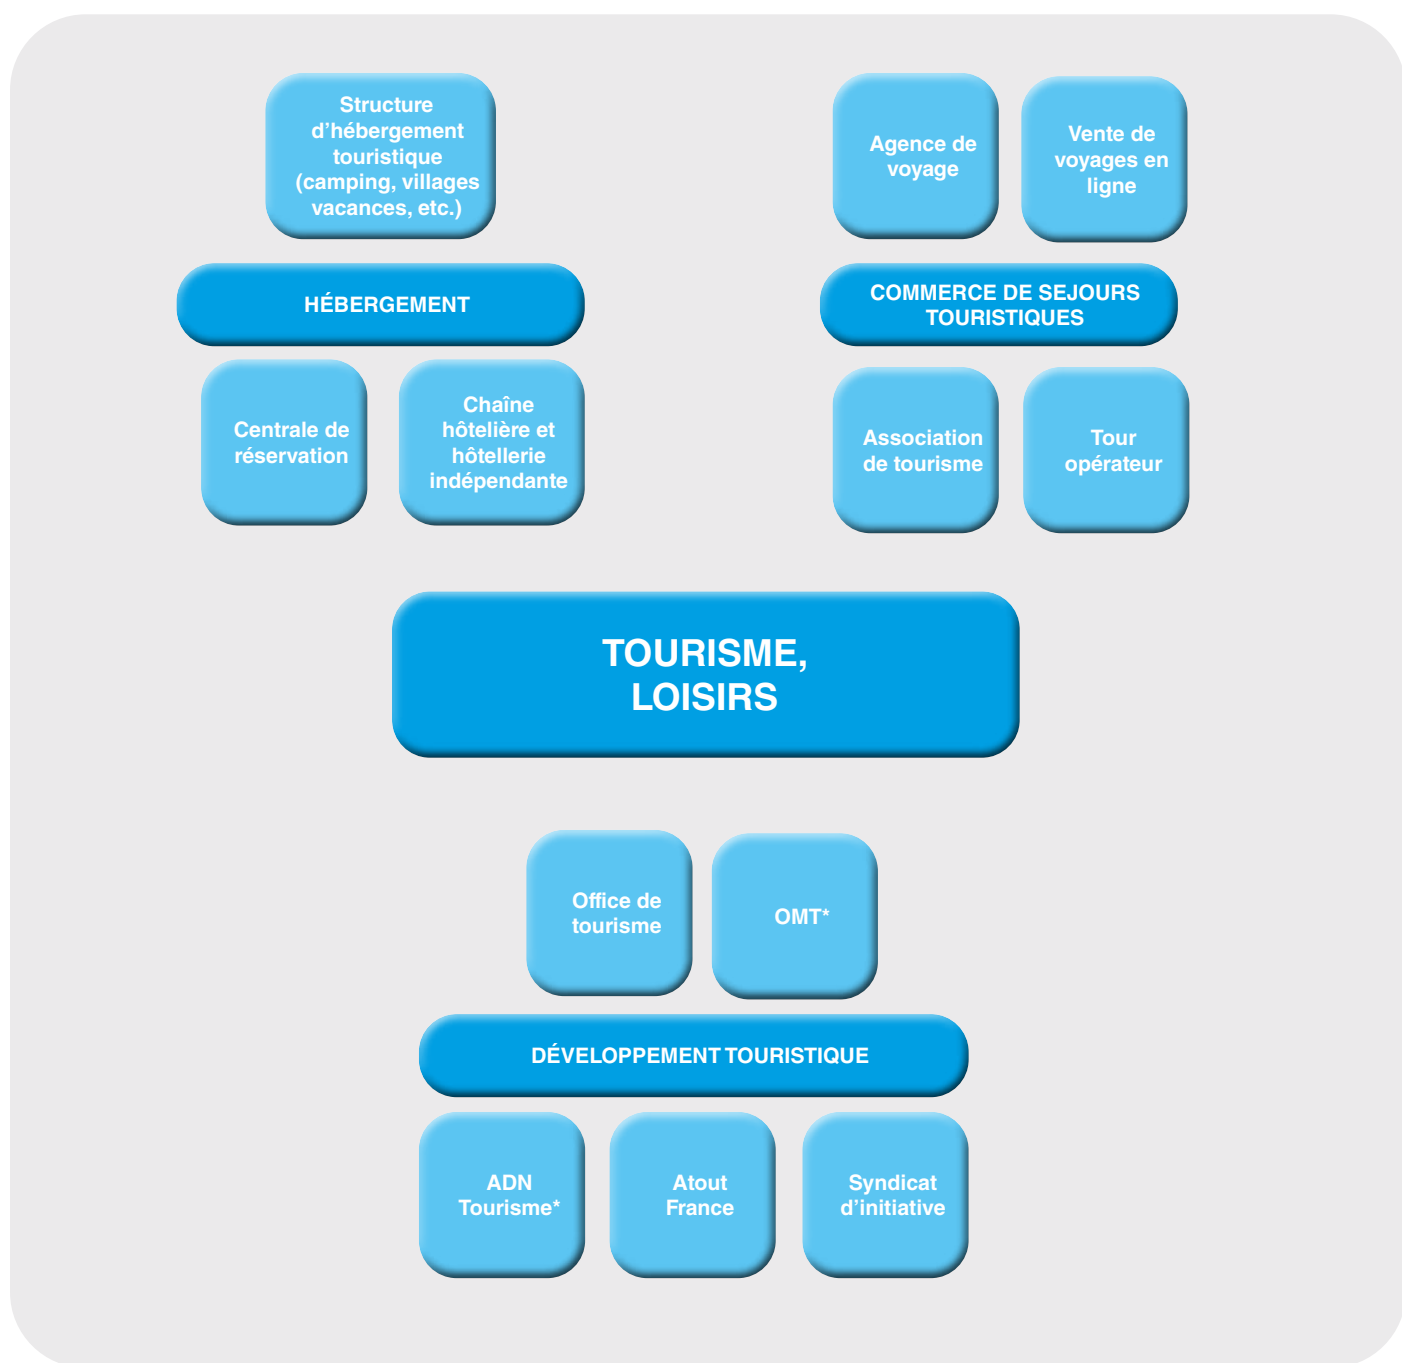 Structure
d’hébergement
touristique
(camping, villages
vacances, etc.)
HÉBERGEMENT
Centrale de
réservation
Chaîne
hôtelière et
hôtellerie
indépendante
Agence de
voyage
Vente de
voyages en
ligne
COMMERCE DE SEJOURS
TOURISTIQUES
Association
de tourisme
Tour
opérateur
TOURISME,
LOISIRS
Office de
tourisme
OMT*
DÉVELOPPEMENT TOURISTIQUE
ADN
Tourisme*
Atout
France
Syndicat
d’initiative